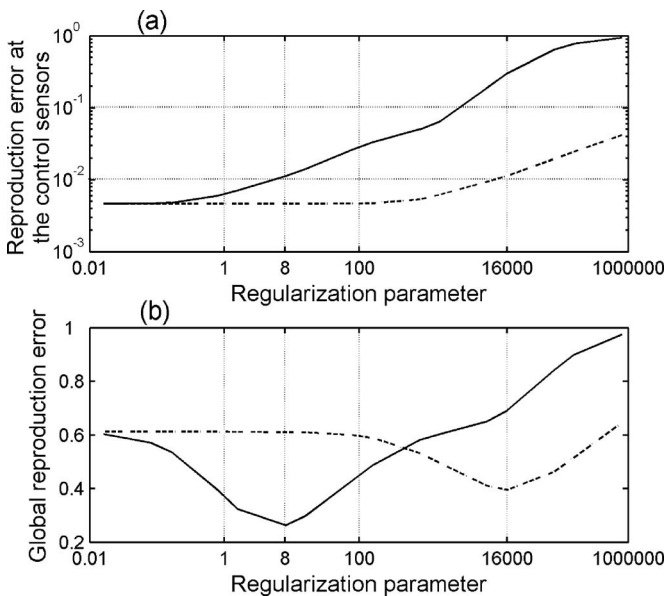 (a)
Reproduction error at
the control sensors
10^0
10^-1
10^-2
10^-3
0.01 1 8 100 16000 1000000
Regularization parameter
(b)
Global reproduction error
1
0.8
0.6
0.4
0.2
0.01 1 8 100 16000 1000000
Regularization parameter